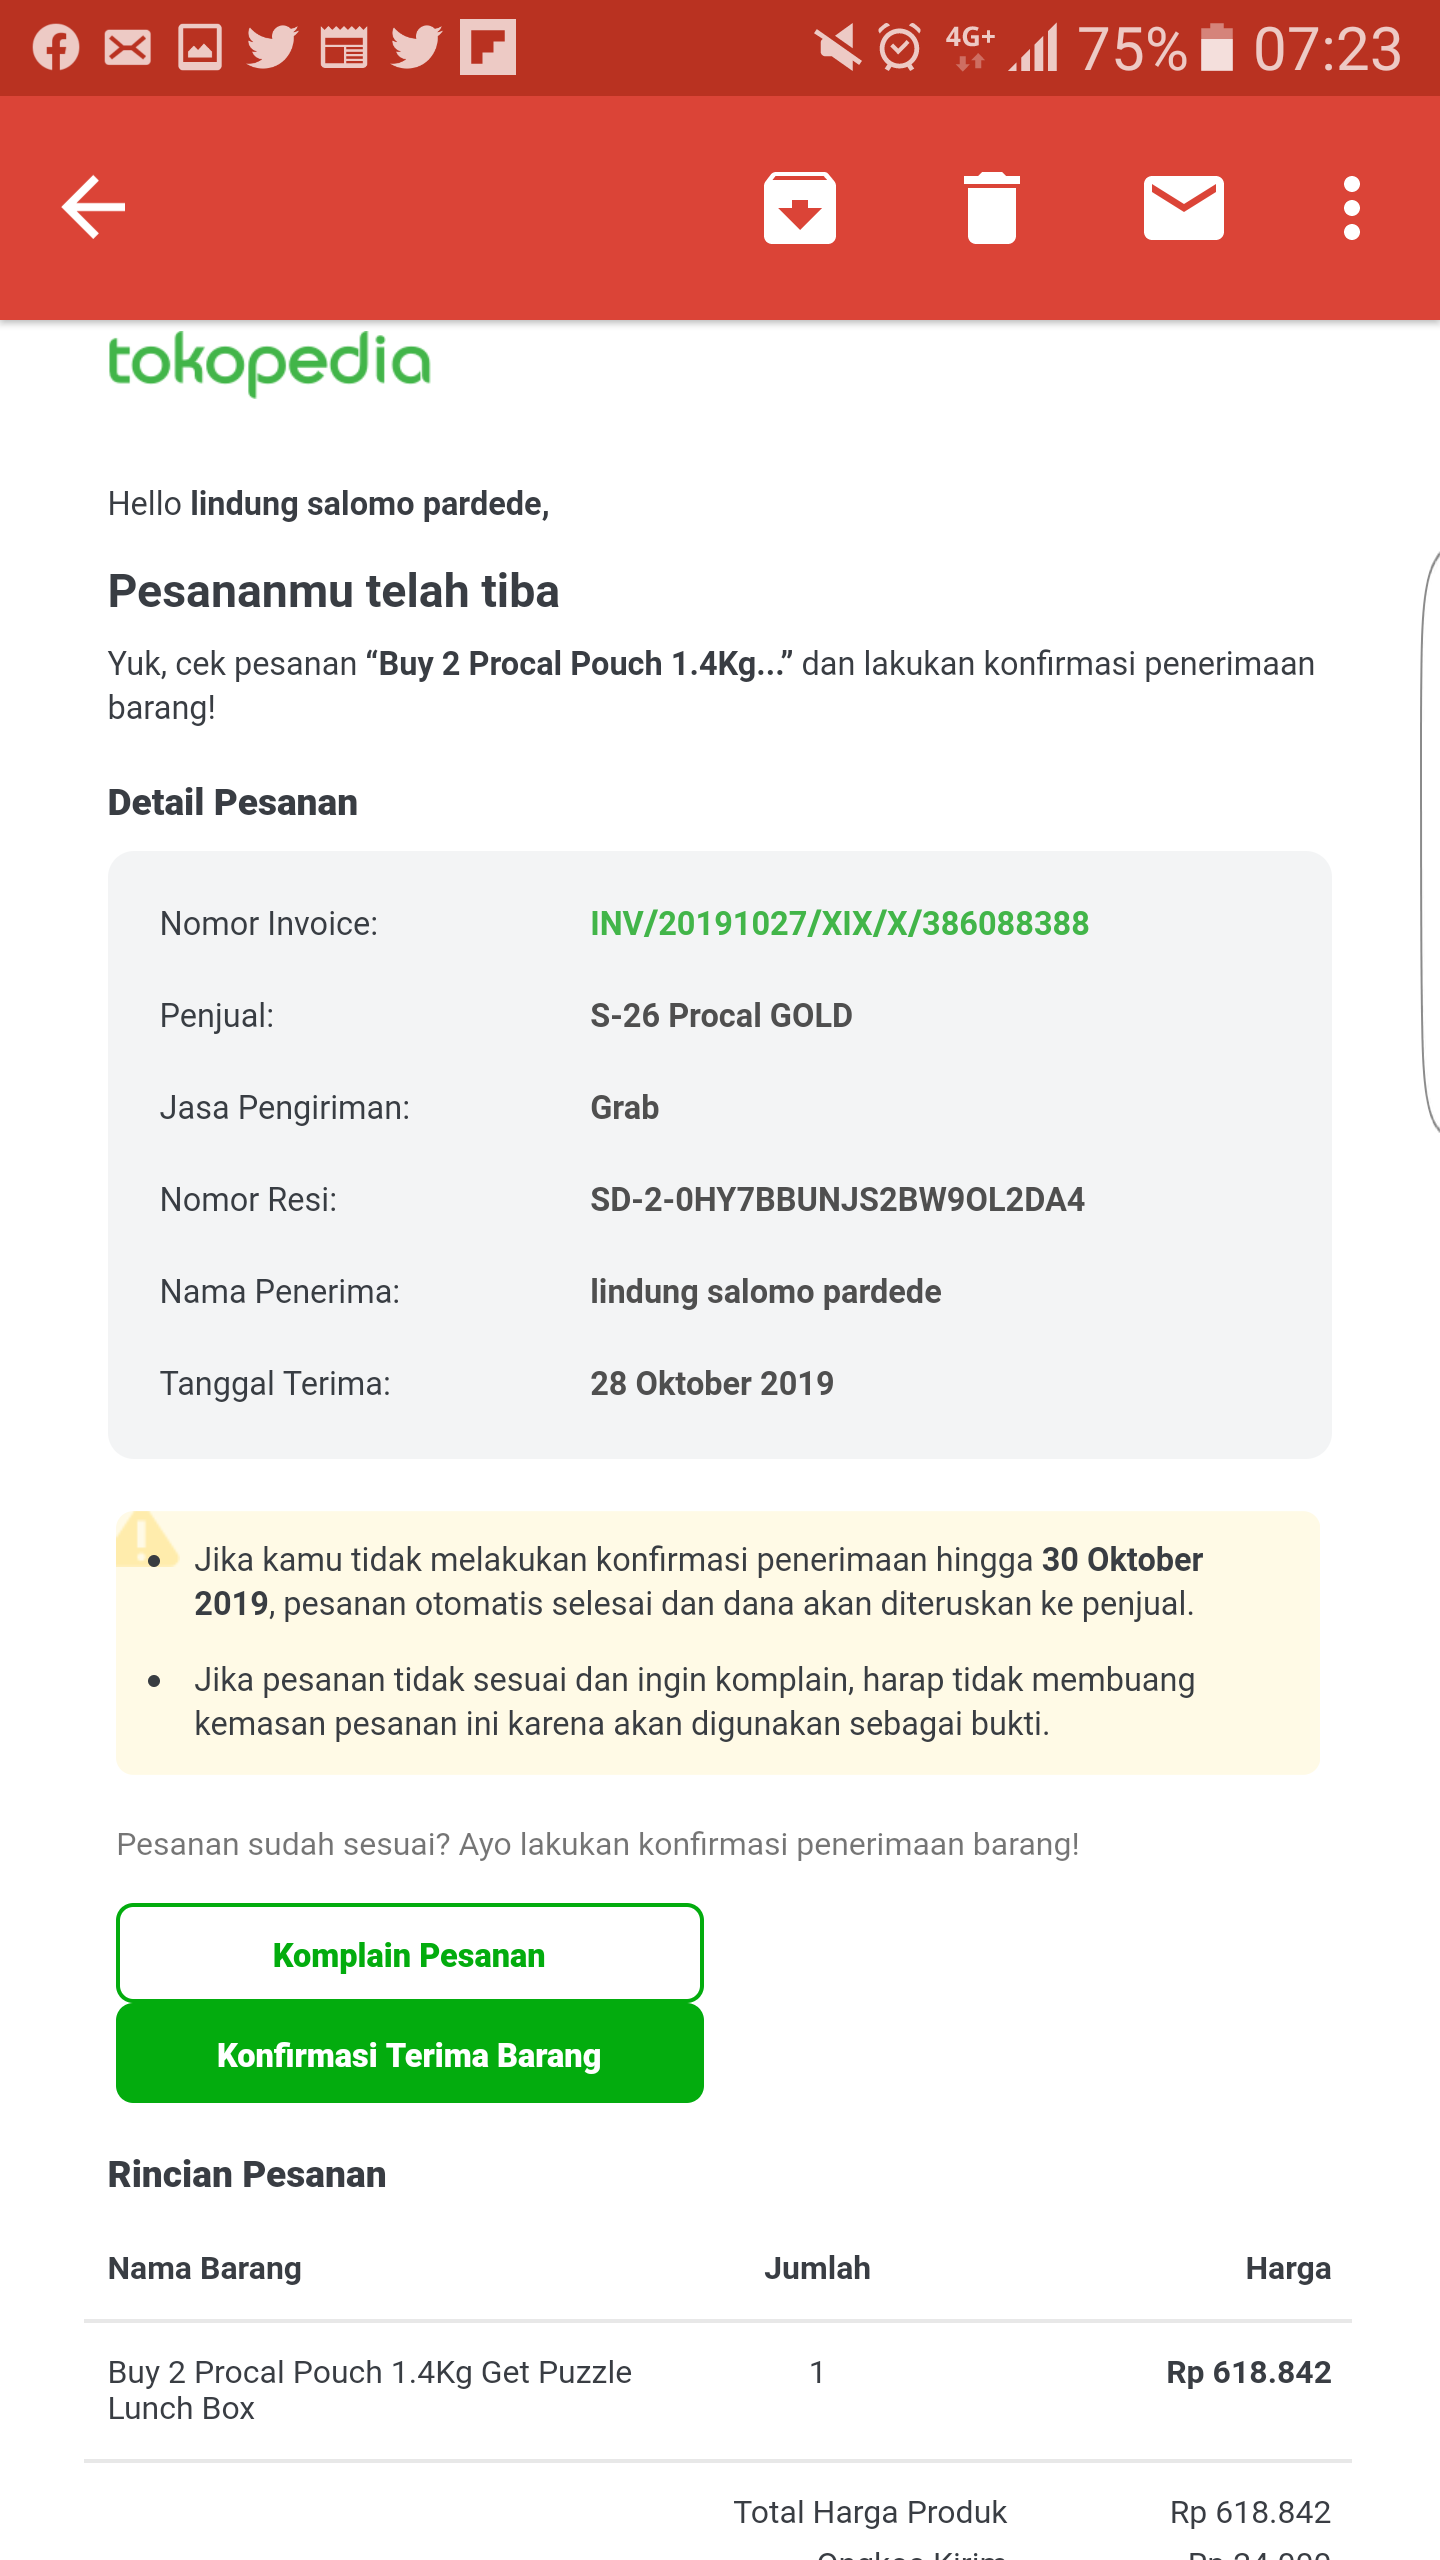 4G+ 75% 07:23
tokopedia
Hello lindung salomo pardede,
Pesananmu telah tiba
Yuk, cek pesanan “Buy 2 Procal Pouch 1.4Kg...” dan lakukan konfirmasi penerimaan
barang!
Detail Pesanan
Nomor Invoice: INV/20191027/XIX/X/386088388
Penjual: S-26 Procal GOLD
Jasa Pengiriman: Grab
Nomor Resi: SD-2-0HY7BBUNJS2BW9OL2DA4
Nama Penerima: lindung salomo pardede
Tanggal Terima: 28 Oktober 2019
• Jika kamu tidak melakukan konfirmasi penerimaan hingga 30 Oktober
2019, pesanan otomatis selesai dan dana akan diteruskan ke penjual.
• Jika pesanan tidak sesuai dan ingin komplain, harap tidak membuang
kemasan pesanan ini karena akan digunakan sebagai bukti.
Pesanan sudah sesuai? Ayo lakukan konfirmasi penerimaan barang!
Komplain Pesanan
Konfirmasi Terima Barang
Rincian Pesanan
Nama Barang Jumlah Harga
Buy 2 Procal Pouch 1.4Kg Get Puzzle 1 Rp 618.842
Lunch Box
Total Harga Produk Rp 618.842